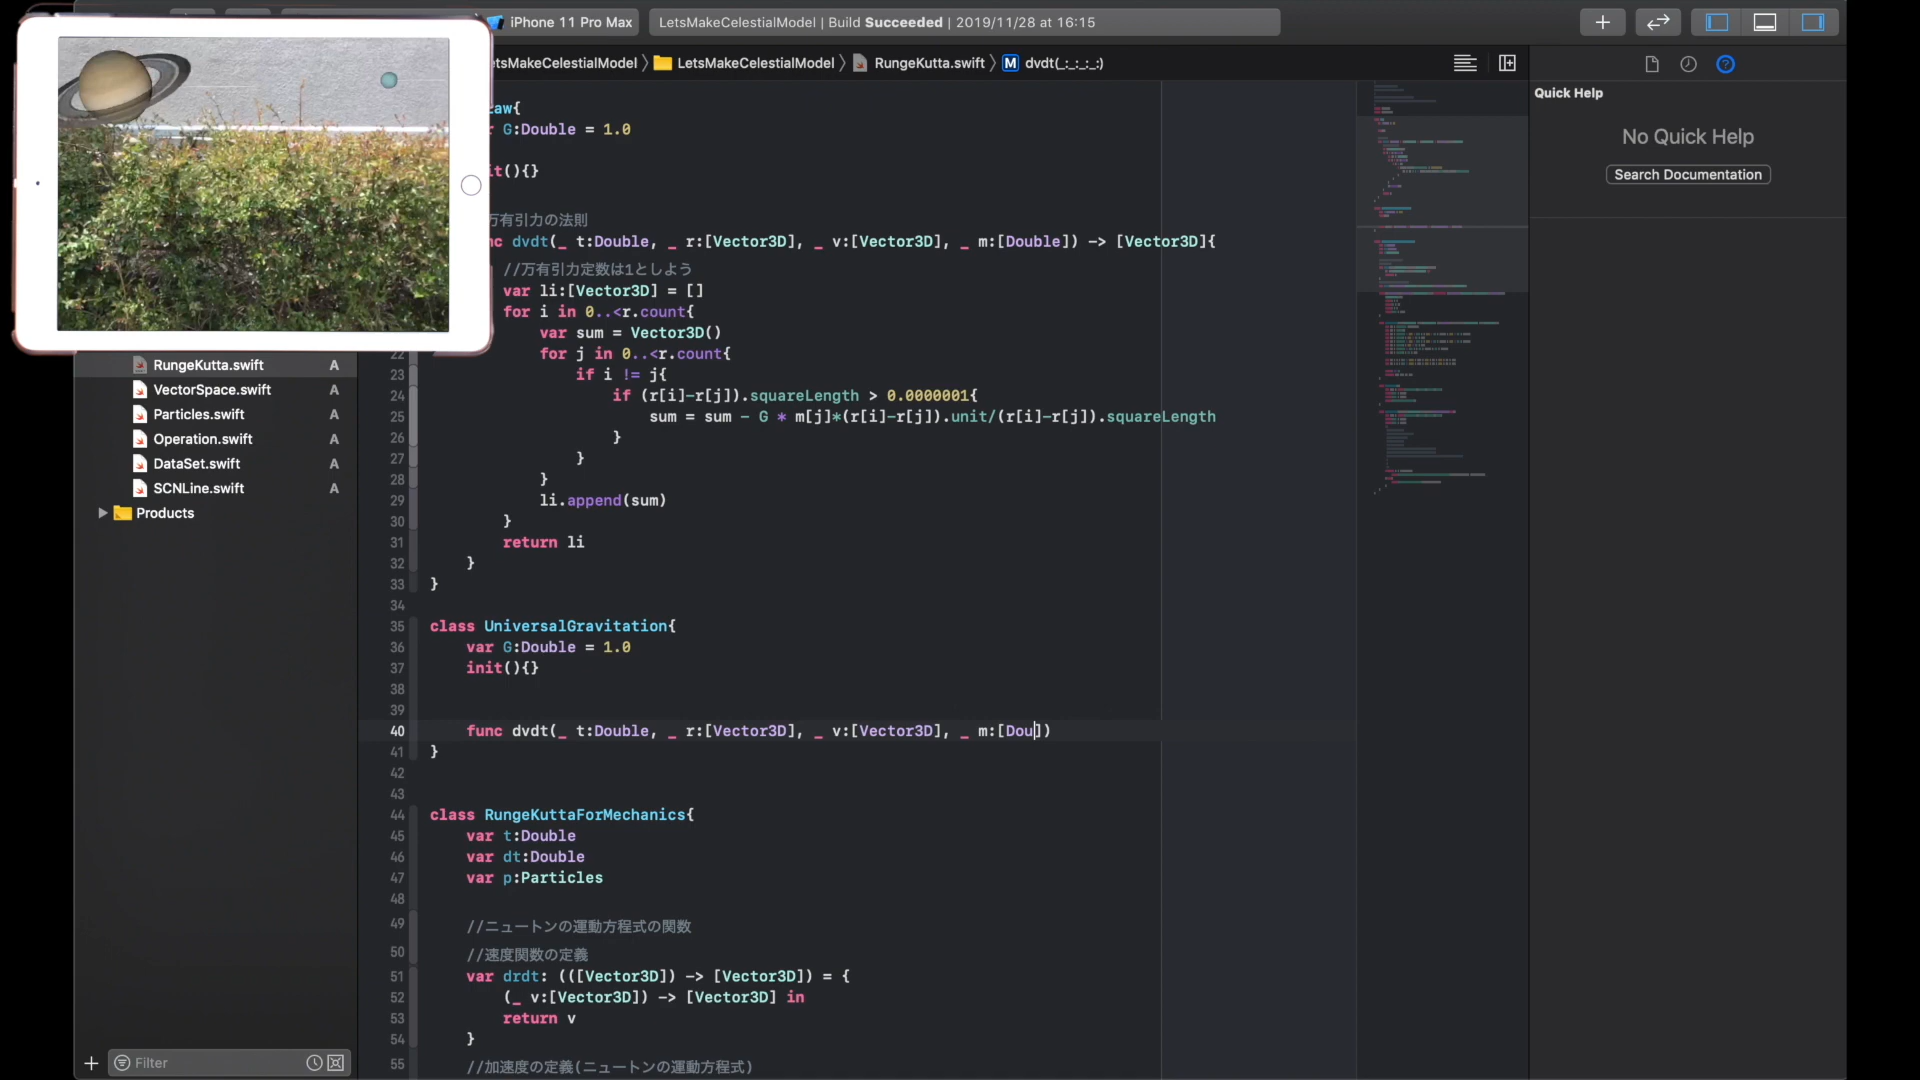 iPhone 11 Pro Max
LetsMakeCelestialModel | Build Succeeded | 2019/11/28 at 16:15
etsMakeCelestialModel 〉 LetsMakeCelestialModel 〉 RungeKutta.swift 〉 M dvdt(_:_:_:_:)
Quick Help
No Quick Help
Search Documentation
aw{
r G:Double = 1.0
it(){}
万有引力の法則
nc dvdt(_ t:Double, _ r:[Vector3D], _ v:[Vector3D], _ m:[Double]) -> [Vector3D]{
//万有引力定数は1としよう
var li:[Vector3D] = []
for i in 0..<r.count{
var sum = Vector3D()
22 for j in 0..<r.count{
23 if i != j{
24 if (r[i]-r[j]).squareLength > 0.0000001{
25 sum = sum - G * m[j]*(r[i]-r[j]).unit/(r[i]-r[j]).squareLength
26 }
27 }
28 }
29 li.append(sum)
30 }
31 return li
32 }
33 }
34
35 class UniversalGravitation{
36 var G:Double = 1.0
37 init(){}
38
39
40 func dvdt(_ t:Double, _ r:[Vector3D], _ v:[Vector3D], _ m:[Dou])
41 }
42
43
44 class RungeKuttaForMechanics{
45 var t:Double
46 var dt:Double
47 var p:Particles
48
49 //ニュートンの運動方程式の関数
50 //速度関数の定義
51 var drdt: (([Vector3D]) -> [Vector3D]) = {
52 (_ v:[Vector3D]) -> [Vector3D] in
53 return v
54 }
55 //加速度の定義(ニュートンの運動方程式)
RungeKutta.swift A
VectorSpace.swift A
Particles.swift A
Operation.swift A
DataSet.swift A
SCNLine.swift A
Products
Filter